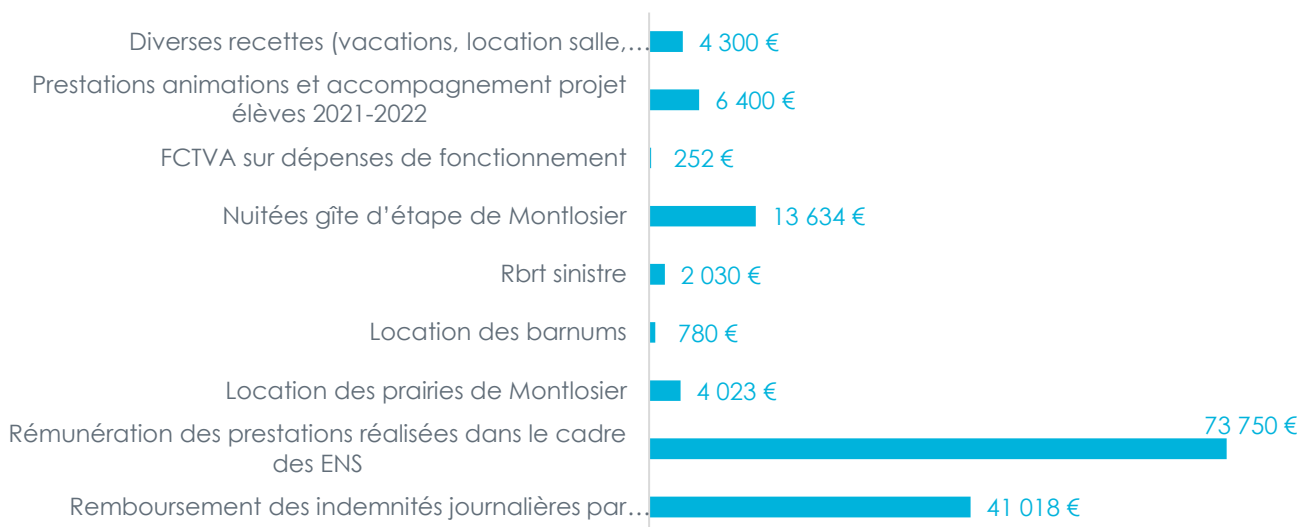 Diverses recettes (vacations, location salle,…
4 300 €
Prestations animations et accompagnement projet
élèves 2021-2022
6 400 €
FCTVA sur dépenses de fonctionnement
252 €
Nuitées gîte d’étape de Montlosier
13 634 €
Rbrt sinistre
2 030 €
Location des barnums
780 €
Location des prairies de Montlosier
4 023 €
Rémunération des prestations réalisées dans le cadre
des ENS
73 750 €
Remboursement des indemnités journalières par…
41 018 €